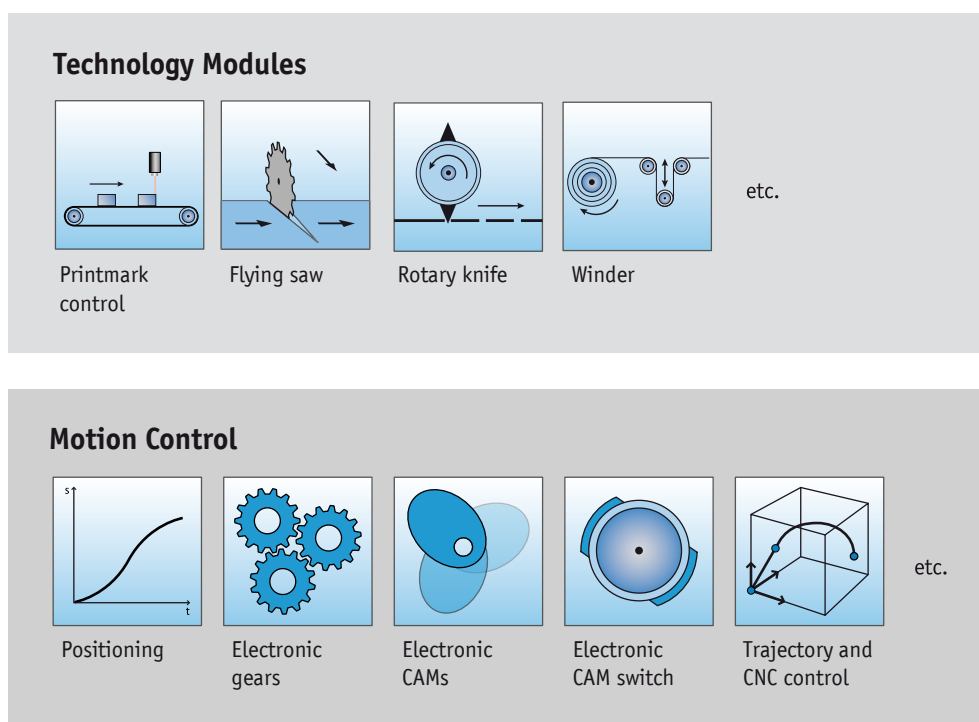 Technology Modules
Printmark
control
Flying saw
Rotary knife
Winder
etc.
Motion Control
s
t
Positioning
Electronic
gears
Electronic
CAMs
Electronic
CAM switch
Trajectory and
CNC control
etc.